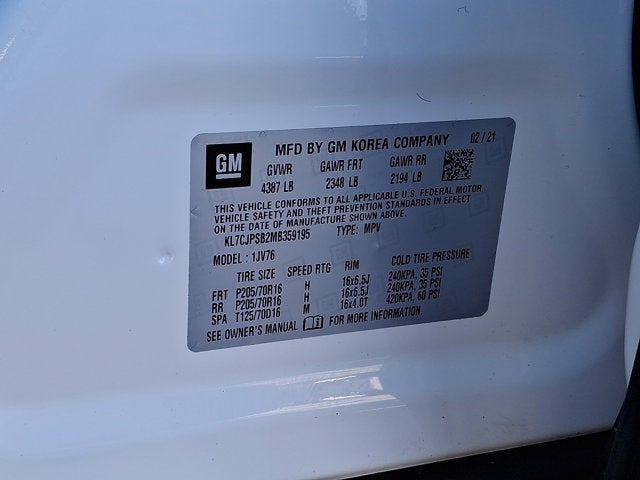 GM
MFD BY GM KOREA COMPANY 02 / 21
GVWR GAWR FRT GAWR RR
4387 LB 2348 LB 2194 LB
THIS VEHICLE CONFORMS TO ALL APPLICABLE U.S. FEDERAL MOTOR
VEHICLE SAFETY AND THEFT PREVENTION STANDARDS IN EFFECT
ON THE DATE OF MANUFACTURE SHOWN ABOVE.
KL7CJPSB2MB359195 TYPE: MPV
MODEL : 1JV76
TIRE SIZE SPEED RTG RIM COLD TIRE PRESSURE
FRT P205/70R16 H 16x6.5J 240KPA, 35 PSI
RR P205/70R16 H 16x6.5J 240KPA, 35 PSI
SPA T125/70D16 M 16x4.0T 420KPA, 60 PSI
SEE OWNER'S MANUAL FOR MORE INFORMATION.